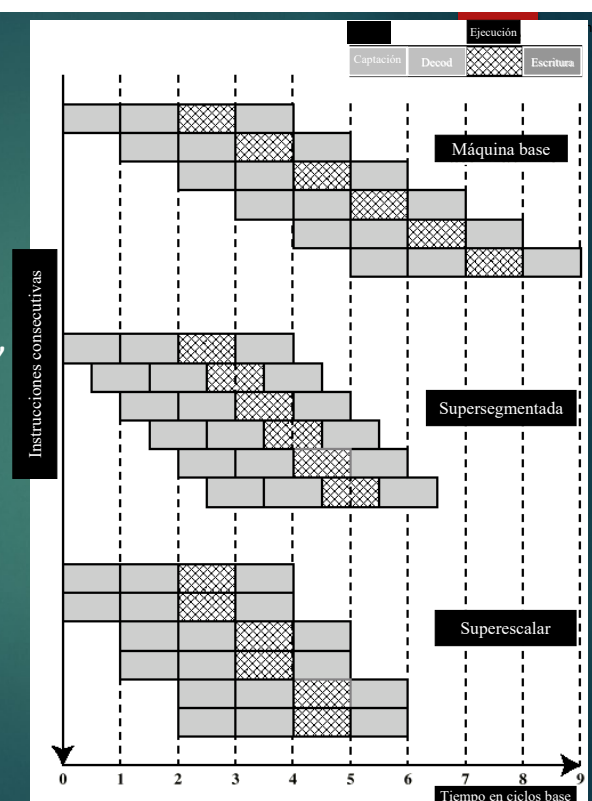 Ejecución
Captación Decod Escritura
Máquina base
Instrucciones consecutivas
Supersegmentada
Superescalar
0 1 2 3 4 5 6 7 8 9
Tiempo en ciclos base